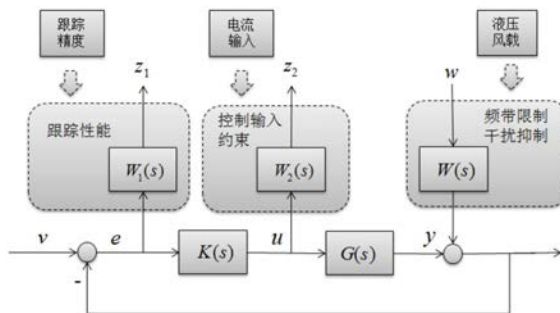 跟踪
精度
电流
输入
液压
风载
z₁
z₂
w
跟踪性能
控制输入
约束
频带限制
干扰抑制
W₁(s)
W₂(s)
W(s)
v
e
K(s)
u
G(s)
y
-